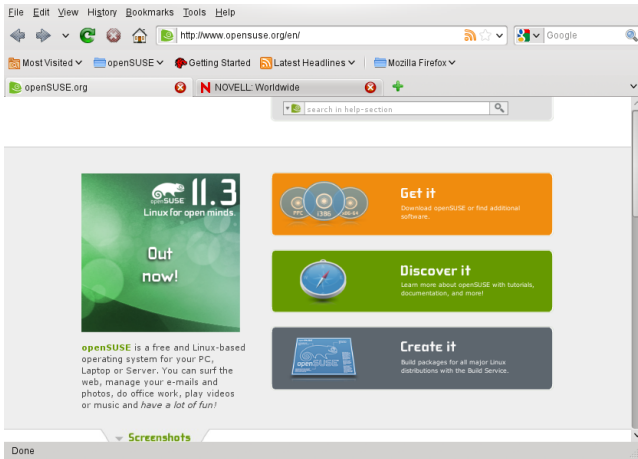 File Edit View History Bookmarks Tools Help
http://www.opensuse.org/en/
Google
Most Visited openSUSE Getting Started Latest Headlines Mozilla Firefox
openSUSE.org
NOVELL: Worldwide
search in help-section
openSUSE 11.3
Linux for open minds.
Out
now!
Get it
Download openSUSE or find additional
software.
PPC i386 x86-64
Discover it
Learn more about openSUSE with tutorials,
documentation, and more!
Create it
Build packages for all major Linux
distributions with the Build Service.
openSUSE
openSUSE is a free and Linux-based
operating system for your PC,
Laptop or Server. You can surf the
web, manage your e-mails and
photos, do office work, play videos
or music and have a lot of fun!
Screenshots
Done